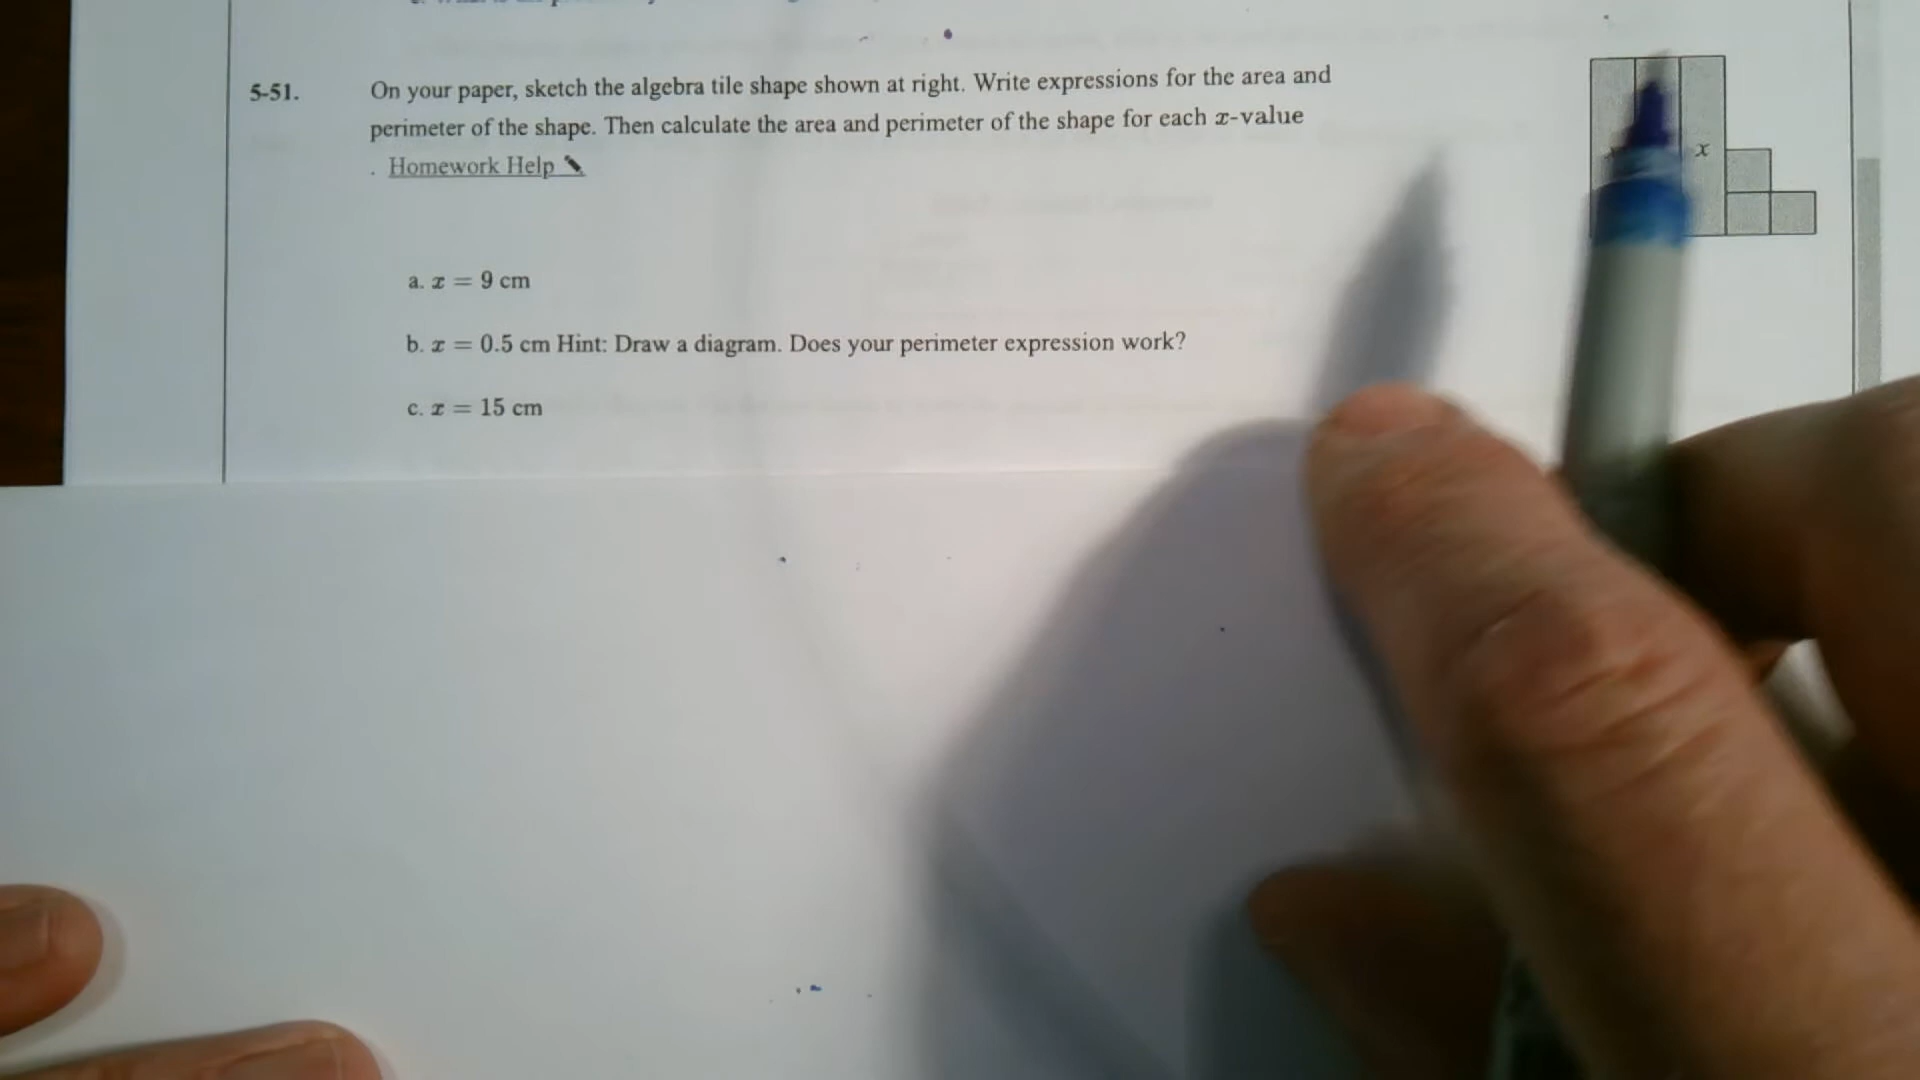 5-51. On your paper, sketch the algebra tile shape shown at right. Write expressions for the area and
perimeter of the shape. Then calculate the area and perimeter of the shape for each x-value
. Homework Help ✎
x
a. x = 9 cm
b. x = 0.5 cm Hint: Draw a diagram. Does your perimeter expression work?
c. x = 15 cm